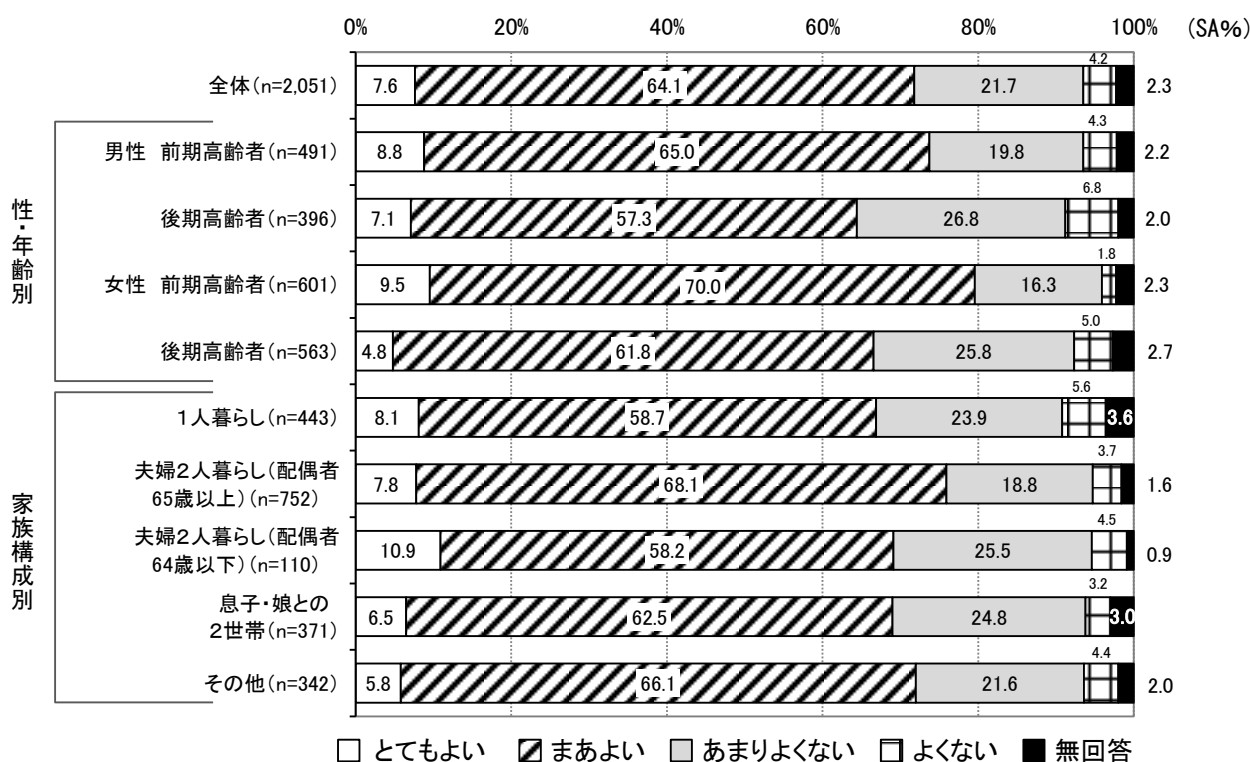 0% 20% 40% 60% 80% 100% (SA%)
全体(n=2,051) 7.6 64.1 21.7 4.2 2.3
性・年齢別
男性 前期高齢者(n=491) 8.8 65.0 19.8 4.3 2.2
後期高齢者(n=396) 7.1 57.3 26.8 6.8 2.0
女性 前期高齢者(n=601) 9.5 70.0 16.3 1.8 2.3
後期高齢者(n=563) 4.8 61.8 25.8 5.0 2.7
家族構成別
1人暮らし(n=443) 8.1 58.7 23.9 5.6 3.6
夫婦2人暮らし(配偶者
65歳以上)(n=752) 7.8 68.1 18.8 3.7 1.6
夫婦2人暮らし(配偶者
64歳以下)(n=110) 10.9 58.2 25.5 4.5 0.9
息子・娘との
2世帯(n=371) 6.5 62.5 24.8 3.2 3.0
その他(n=342) 5.8 66.1 21.6 4.4 2.0
とてもよい まあよい あまりよくない よくない 無回答